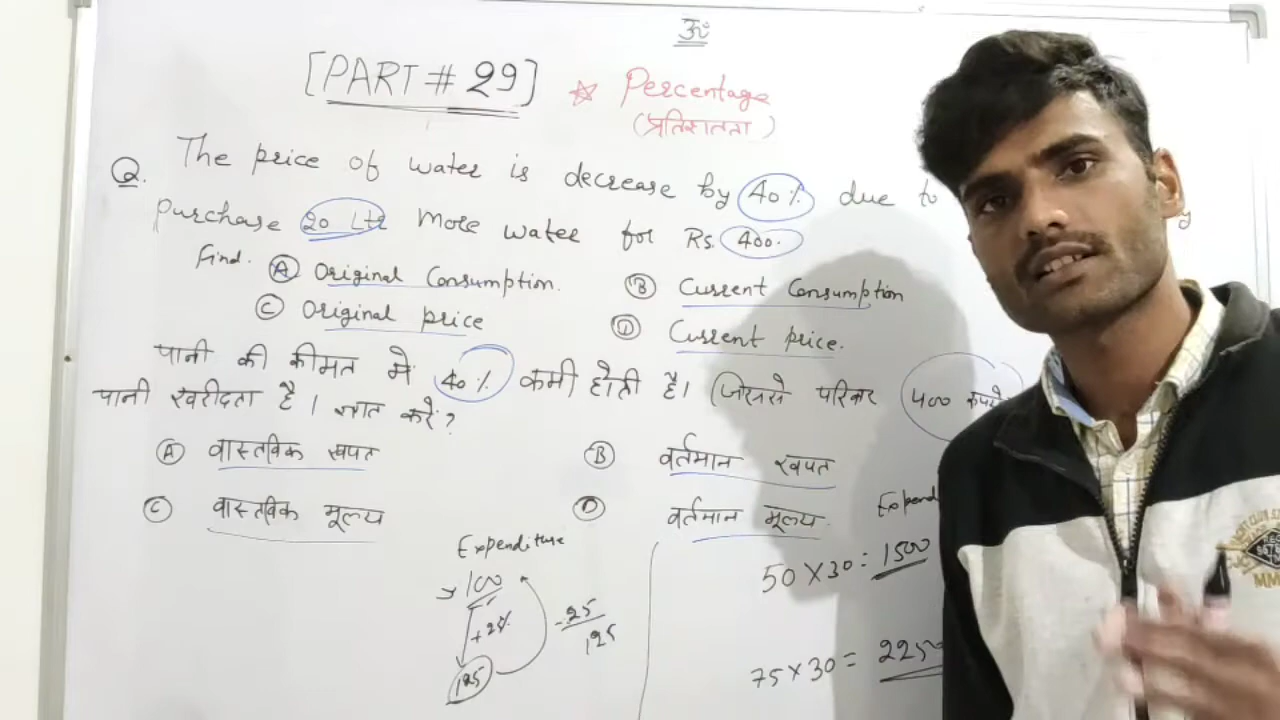 ॐ
[PART # 29]
☆ Percentage
(प्रतिशतता)
Q. The price of water is decrease by 40% due to
purchase 20 Ltr More water for Rs. 400.
Find. (A) Original Consumption. (B) Current Consumption
(C) Original price (D) Current price.
पानी की कीमत में 40% कमी होती है। (जिससे परिवार 400 रुपये
पानी खरीदता है। ज्ञात करें?
(A) वास्तविक खपत (B) वर्तमान खपत
(C) वास्तविक मूल्य (D) वर्तमान मूल्य.
Expenditure
100
+25%
125
-25/125
50×30= 1500
75×30=